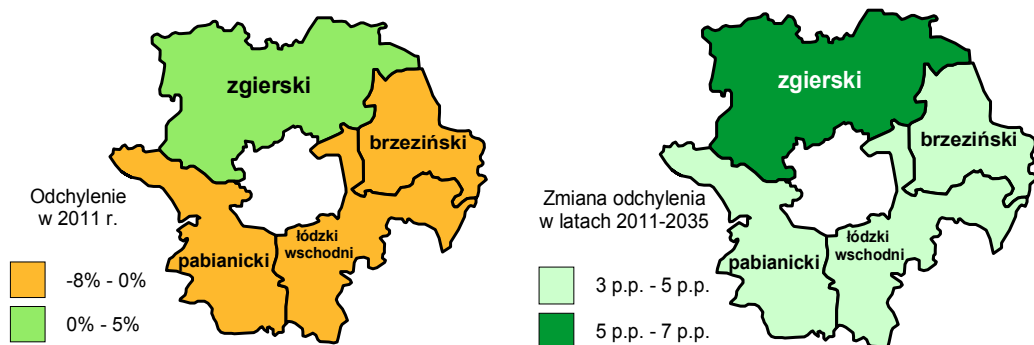 zgierski
brzeziński
Odchylenie
w 2011 r.
łódzki
wschodni
pabianicki
-8% - 0%
0% - 5%
zgierski
brzeziński
Zmiana odchylenia
w latach 2011-2035
łódzki
wschodni
pabianicki
3 p.p. - 5 p.p.
5 p.p. - 7 p.p.